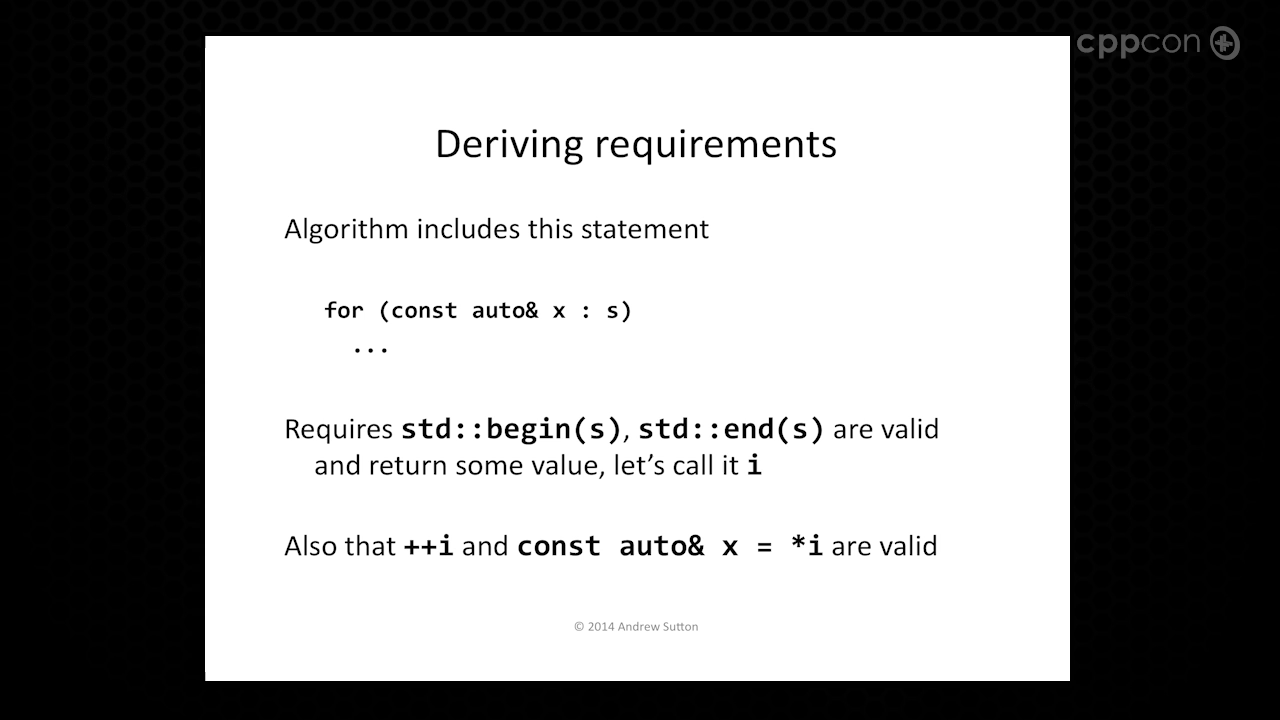 cppcon
Deriving requirements
Algorithm includes this statement
for (const auto& x : s)
...
Requires std::begin(s), std::end(s) are valid
and return some value, let’s call it i
Also that ++i and const auto& x = *i are valid
© 2014 Andrew Sutton